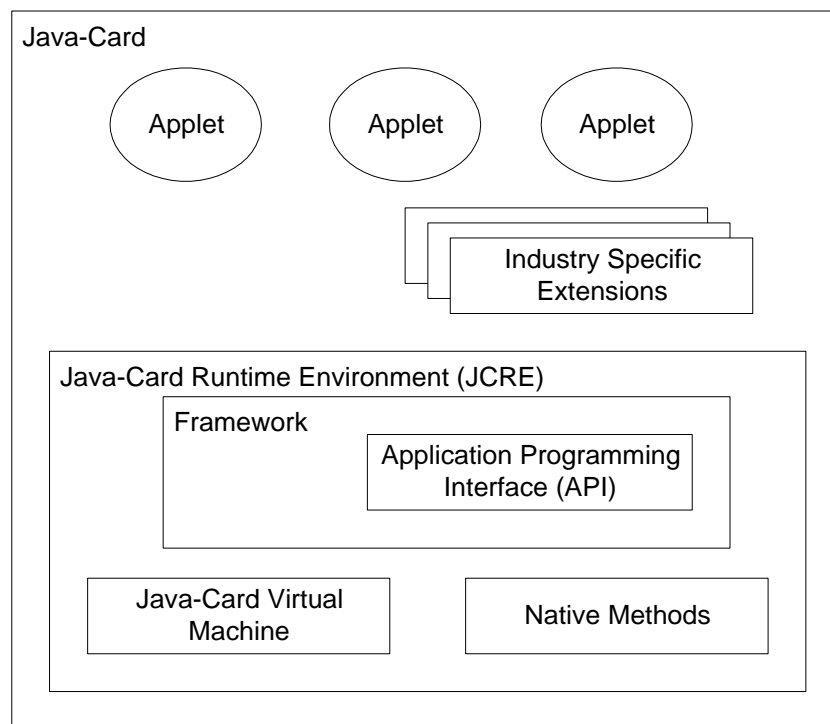 Java-Card
Applet
Applet
Applet
Industry Specific
Extensions
Java-Card Runtime Environment (JCRE)
Framework
Application Programming
Interface (API)
Java-Card Virtual
Machine
Native Methods